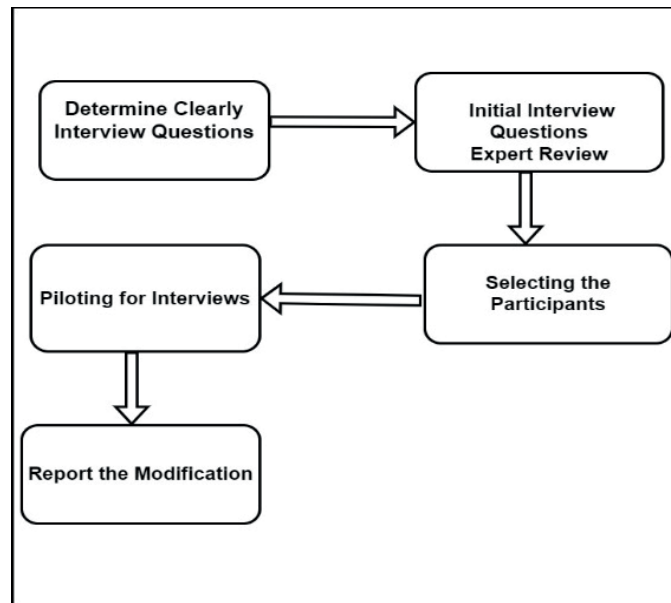 Determine Clearly
Interview Questions
Initial Interview
Questions
Expert Review
Selecting the
Participants
Piloting for Interviews
Report the Modification